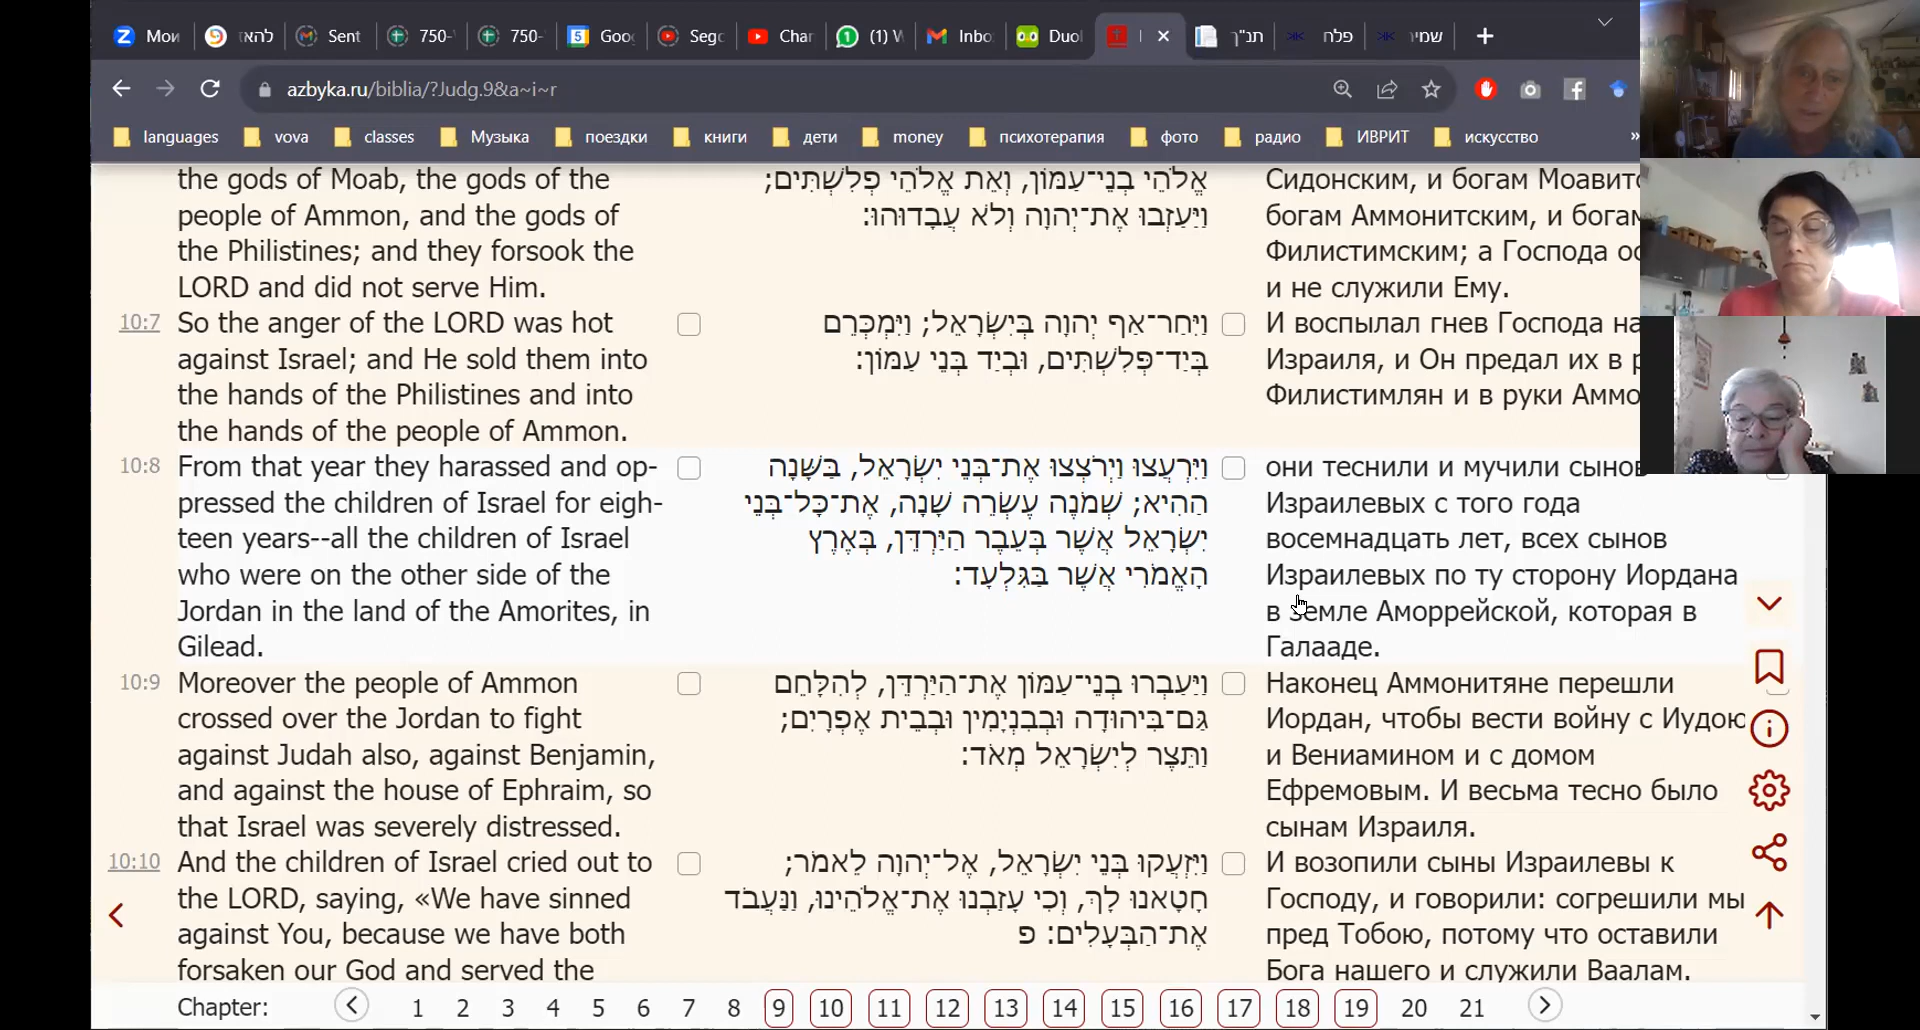 Мои
להאז
Sent
750-
750-
Goo
Sego
Char
(1) W
Inbo
Duol
תנ"ך
פלח
שמיר
azbyka.ru/biblia/?Judg.9&a~i~r
languages
vova
classes
Музыка
поездки
книги
дети
money
психотерапия
фото
радио
ИВРИТ
искусство
»
the gods of Moab, the gods of the
people of Ammon, and the gods of
the Philistines; and they forsook the
LORD and did not serve Him.
אֱלֹהֵי בְנֵי־עַמּוֹן, וְאֵת אֱלֹהֵי פְלִשְׁתִּים;
וַיַּעַזְבוּ אֶת־יְהוָה וְלֹא עֲבָדוּהוּ:
Сидонским, и богам Моавит
богам Аммонитским, и богам
Филистимским; а Господа ос
и не служили Ему.
10:7
So the anger of the LORD was hot
against Israel; and He sold them into
the hands of the Philistines and into
the hands of the people of Ammon.
וַיִּחַר־אַף יְהוָה בְּיִשְׂרָאֵל; וַיִּמְכְּרֵם
בְּיַד־פְּלִשְׁתִּים, וּבְיַד בְּנֵי עַמּוֹן:
И воспылал гнев Господа на
Израиля, и Он предал их в р
Филистимлян и в руки Аммо
10:8
From that year they harassed and op-
pressed the children of Israel for eigh-
teen years--all the children of Israel
who were on the other side of the
Jordan in the land of the Amorites, in
Gilead.
וַיִּרְעֲצוּ וַיְרֹצְצוּ אֶת־בְּנֵי יִשְׂרָאֵל, בַּשָּׁנָה
הַהִיא; שְׁמֹנֶה עֶשְׂרֵה שָׁנָה, אֶת־כָּל־בְּנֵי
יִשְׂרָאֵל אֲשֶׁר בְּעֵבֶר הַיַּרְדֵּן, בְּאֶרֶץ
הָאֱמֹרִי אֲשֶׁר בַּגִּלְעָד:
они теснили и мучили сынов
Израилевых с того года
восемнадцать лет, всех сынов
Израилевых по ту сторону Иордана
в земле Аморрейской, которая в
Галааде.
10:9
Moreover the people of Ammon
crossed over the Jordan to fight
against Judah also, against Benjamin,
and against the house of Ephraim, so
that Israel was severely distressed.
וַיַּעַבְרוּ בְנֵי־עַמּוֹן אֶת־הַיַּרְדֵּן, לְהִלָּחֵם
גַּם־בִּיהוּדָה וּבְבִנְיָמִין וּבְבֵית אֶפְרָיִם;
וַתֵּצֶר לְיִשְׂרָאֵל מְאֹד:
Наконец Аммонитяне перешли
Иордан, чтобы вести войну с Иудою
и Вениамином и с домом
Ефремовым. И весьма тесно было
сынам Израиля.
10:10
And the children of Israel cried out to
the LORD, saying, «We have sinned
against You, because we have both
forsaken our God and served the
וַיִּזְעֲקוּ בְּנֵי יִשְׂרָאֵל, אֶל־יְהוָה לֵאמֹר;
חָטָאנוּ לָךְ, וְכִי עָזַבְנוּ אֶת־אֱלֹהֵינוּ, וַנַּעֲבֹד
אֶת־הַבְּעָלִים: פ
И возопили сыны Израилевы к
Господу, и говорили: согрешили мы
пред Тобою, потому что оставили
Бога нашего и служили Ваалам.
Chapter: 1 2 3 4 5 6 7 8 9 10 11 12 13 14 15 16 17 18 19 20 21